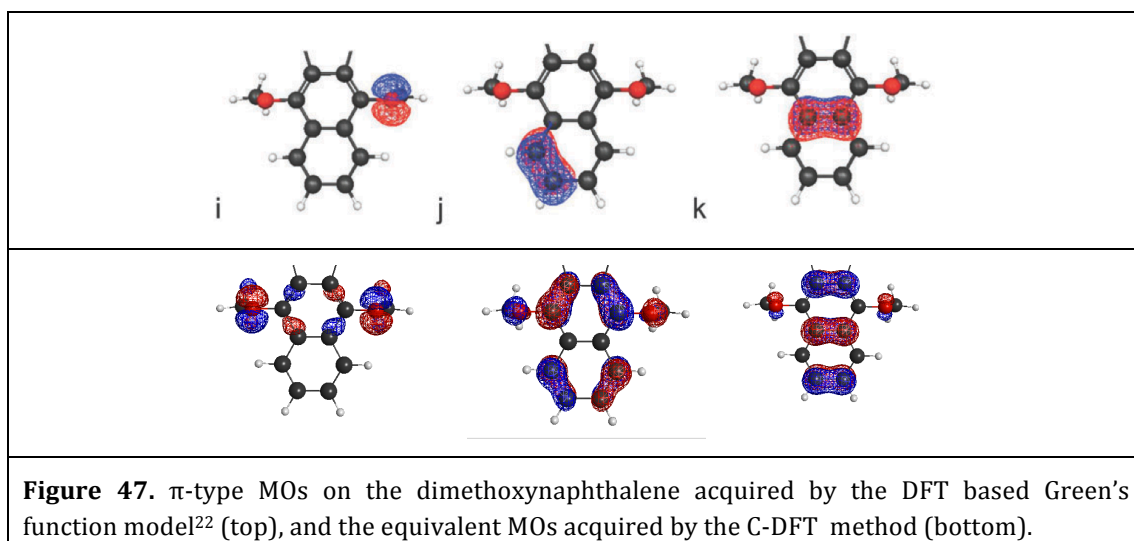 i j k
Figure 47. π-type MOs on the dimethoxynaphthalene acquired by the DFT based Green’s
function model²² (top), and the equivalent MOs acquired by the C-DFT method (bottom).